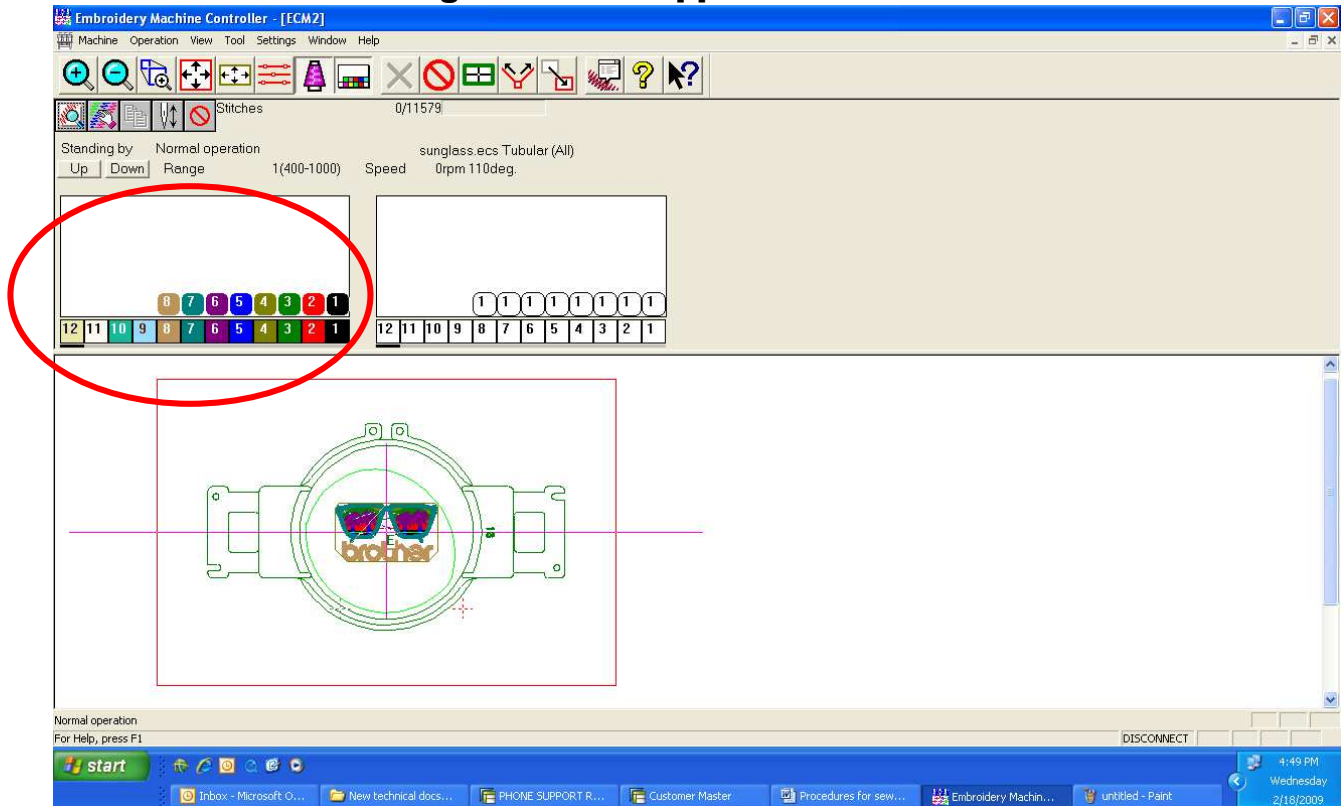 Embroidery Machine Controller - [ECM2]
Machine Operation View Tool Settings Window Help
Stitches 0/11579
Standing by Normal operation sunglass.ecs Tubular (All)
Up Down Range 1(400-1000) Speed 0rpm 110deg.
8 7 6 5 4 3 2 1 1 1 1 1 1 1 1 1
12 11 10 9 8 7 6 5 4 3 2 1 12 11 10 9 8 7 6 5 4 3 2 1
15
E
brother
Normal operation
For Help, press F1 DISCONNECT
start 4:49 PM
Wednesday
Inbox - Microsoft O... New technical docs... PHONE SUPPORT R... Customer Master Procedures for sew... Embroidery Machin... untitled - Paint
2/18/2009